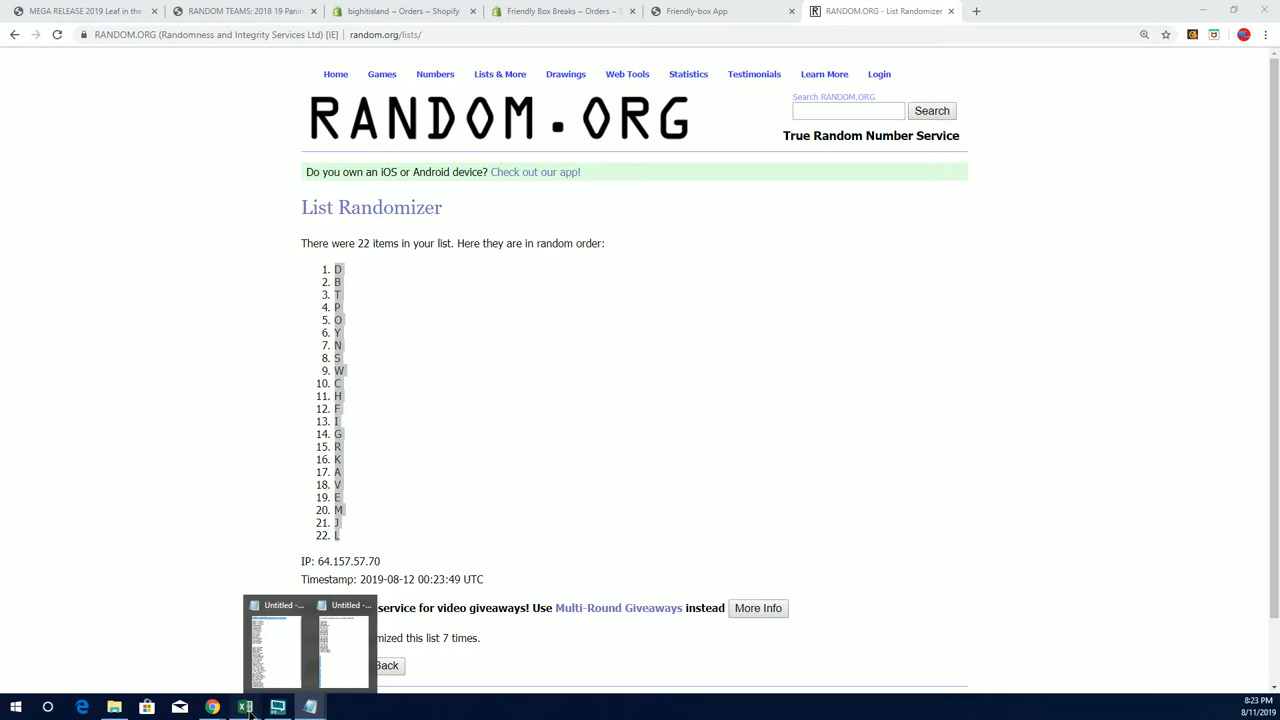 MEGA RELEASE 2019 Leaf in the
RANDOM TEAMS: 2018 19 Panin
bighitisland ~ Orders ~ Shopify
Friendly Box Breaks ~ Orders ~ S
Friendly-box App
RANDOM.ORG - List Randomizer
RANDOM.ORG (Randomness and Integrity Services Ltd) [IE] | random.org/lists/
Home Games Numbers Lists & More Drawings Web Tools Statistics Testimonials Learn More Login
RANDOM.ORG
Search RANDOM.ORG
Search
True Random Number Service
Do you own an iOS or Android device? Check out our app!
List Randomizer
There were 22 items in your list. Here they are in random order:
1. D
2. B
3. T
4. P
5. O
6. Y
7. N
8. S
9. W
10. C
11. H
12. F
13. I
14. G
15. R
16. K
17. A
18. V
19. E
20. M
21. J
22. L
IP: 64.157.57.70
Timestamp: 2019-08-12 00:23:49 UTC
Untitled -... Untitled -...
service for video giveaways! Use Multi-Round Giveaways instead More Info
mized this list 7 times.
Back
8:23 PM
8/11/2019